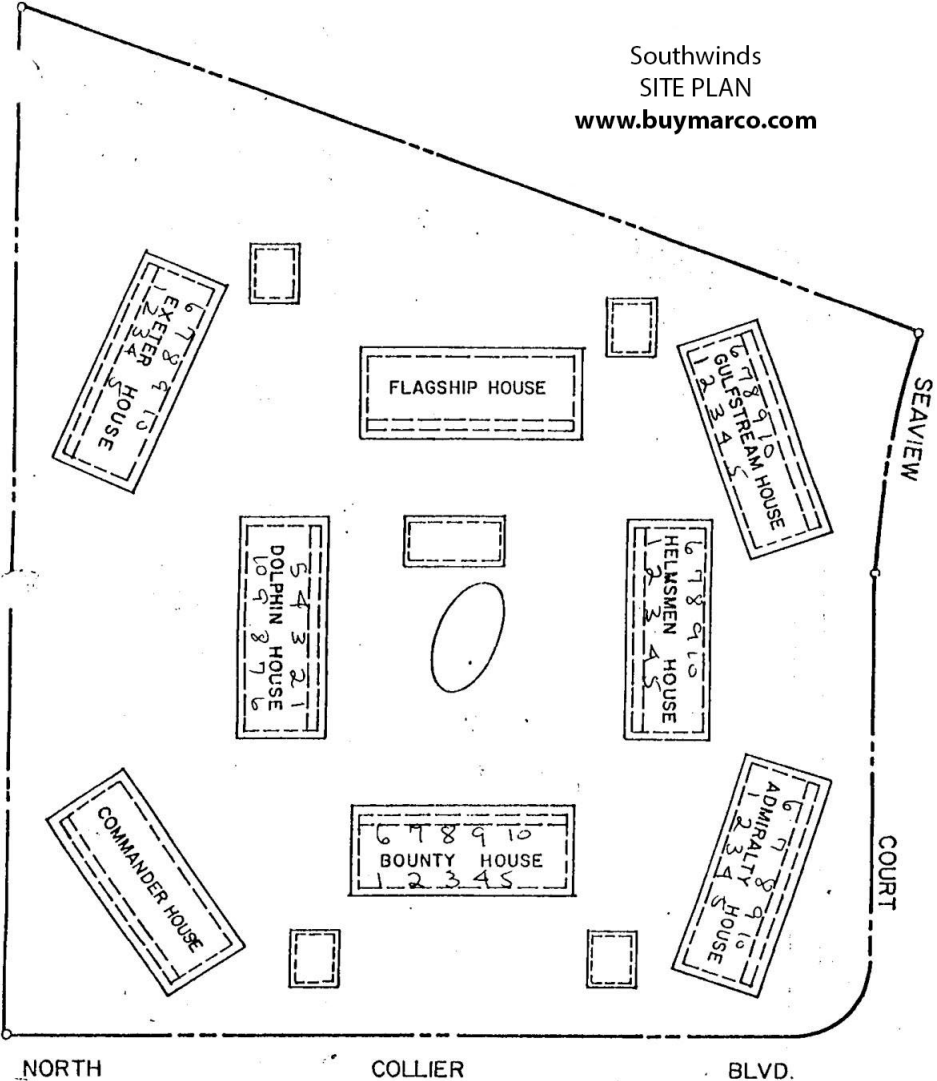 Southwinds
SITE PLAN
www.buymarco.com
EXETER HOUSE
6 7 8 9 10
1 2 3 4 5
FLAGSHIP HOUSE
GULFSTREAM HOUSE
6 7 8 9 10
1 2 3 4 5
SEAVIEW
DOLPHIN HOUSE
5 4 3 2 1
10 9 8 7 6
HELMSMEN HOUSE
6 7 8 9 10
1 2 3 4 5
COMMANDER HOUSE
6 7 8 9 10
BOUNTY HOUSE
1 2 3 4 5
ADMIRALTY HOUSE
6 7 8 9 10
1 2 3 4 5
COURT
NORTH COLLIER BLVD.